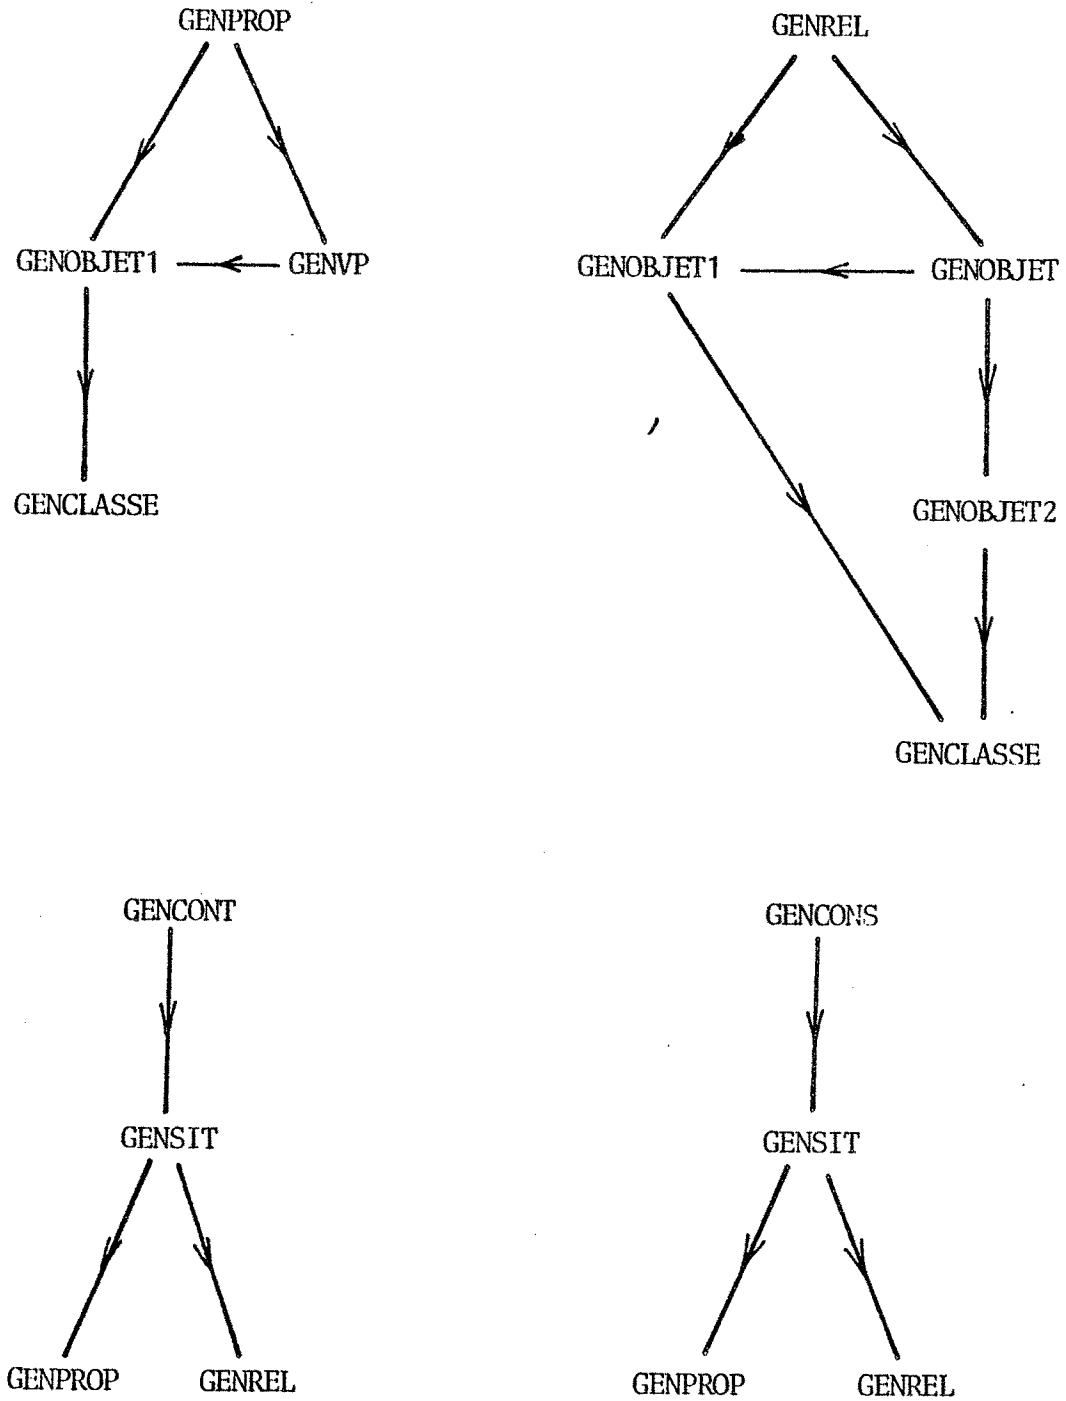 GENPROP
GENREL
GENOBJET1
GENVP
GENOBJET1
GENOBJET
GENCLASSE
GENOBJET2
GENCLASSE
GENCONT
GENCONS
GENSIT
GENSIT
GENPROP
GENREL
GENPROP
GENREL